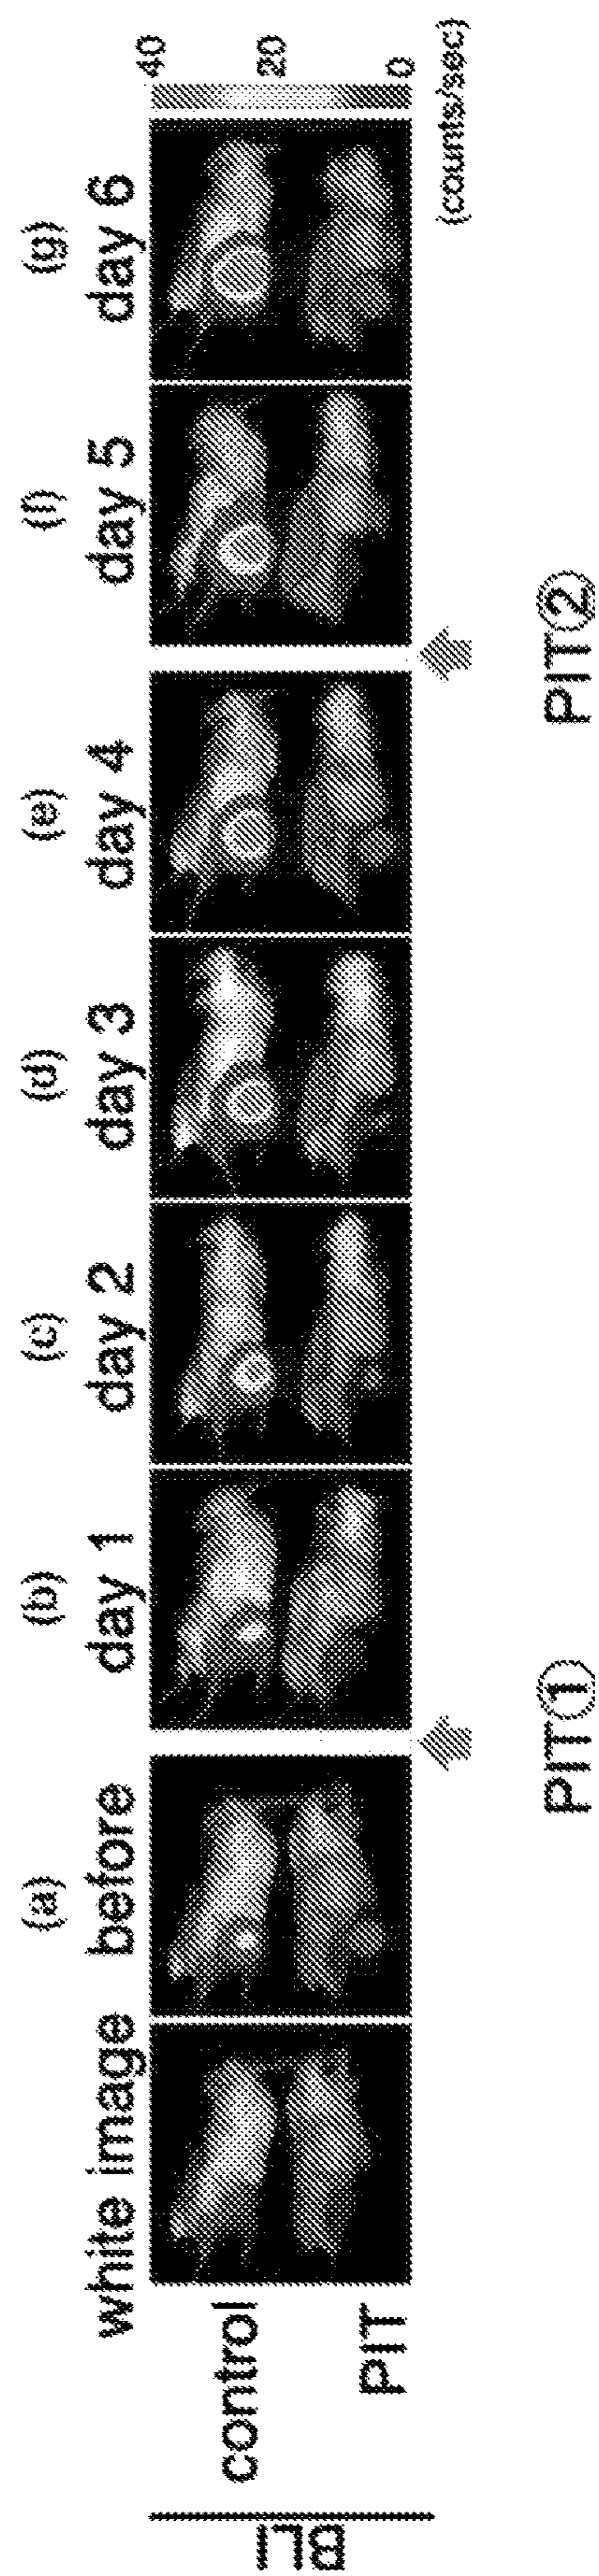 (a) (b) (c) (d) (e) (f) (g)
white image before day 1 day 2 day 3 day 4 day 5 day 6
BLI
control
PIT
40
20
0
(counts/sec)
PIT① PIT②